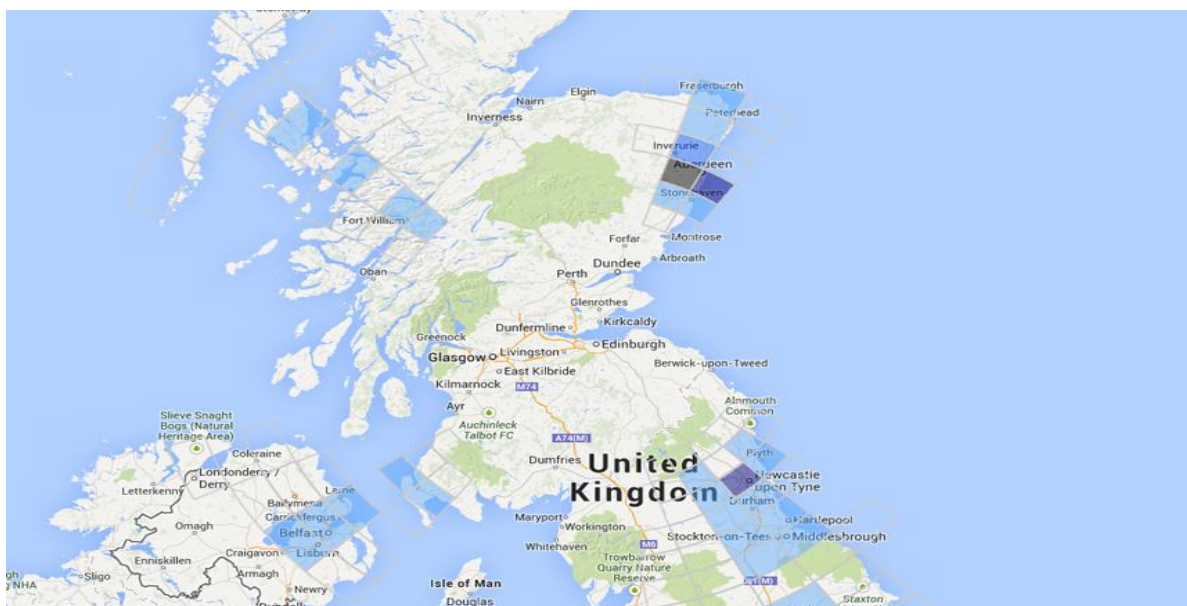 Fraserburgh
Elgin
Nairn
Peterhead
Inverness
Inverurie
Aberdeen
Stonehaven
Fort William
Forfar
Montrose
Arbroath
Oban
Dundee
Perth
Glenrothes
Kirkcaldy
Dunfermline
Greenock
Edinburgh
Glasgow
Livingston
Berwick-upon-Tweed
East Kilbride
Kilmarnock
M74
Ayr
Alnmouth
Common
Slieve Snaght
Bogs (Natural
Heritage Area)
Auchinleck
Talbot FC
A74(M)
Coleraine
Blyth
Dumfries
United
Kingdom
Londonderry /
Derry
Newcastle
upon Tyne
Letterkenny
Larne
Ballymena
Durham
Carrickfergus
Maryport
Workington
Hartlepool
Omagh
Belfast
Stockton-on-Tees
Middlesbrough
Whitehaven
M6
Craigavon
Lisburn
Enniskillen
Trowbarrow
Quarry Nature
Reserve
Armagh
Sligo
Isle of Man
gh
ng NHA
Newry
Douglas
Staxton